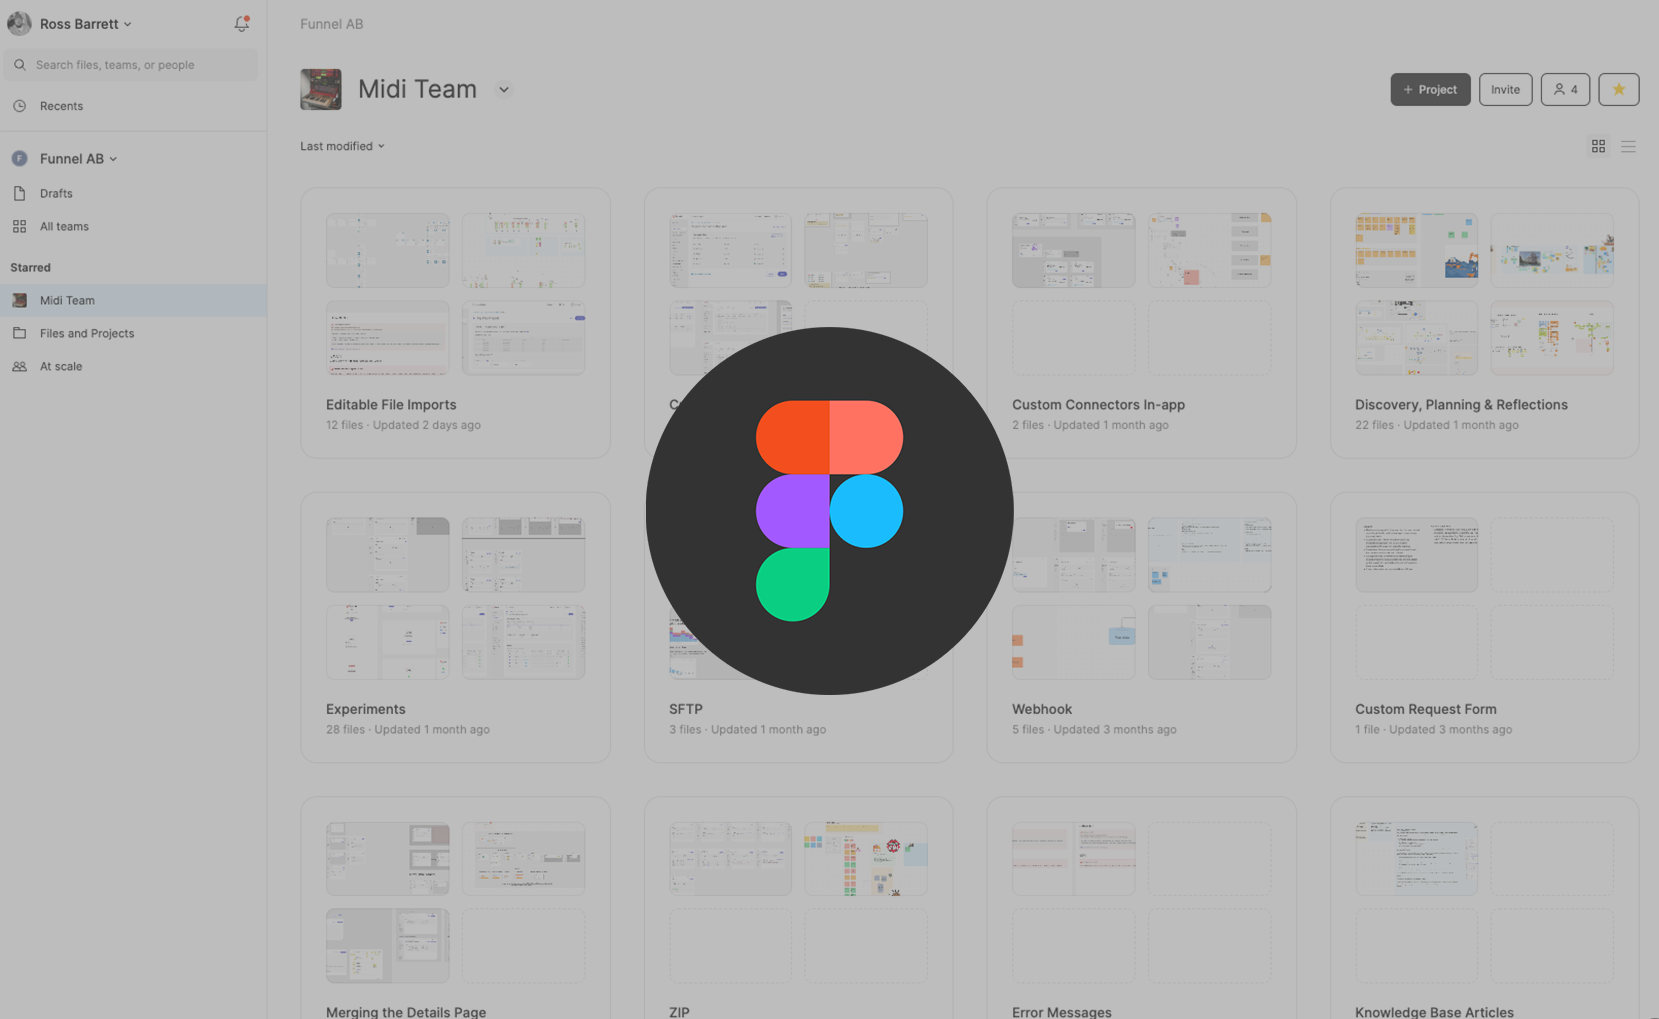 Ross Barrett
Search files, teams, or people
Recents
Funnel AB
Drafts
All teams
Starred
Midi Team
Files and Projects
At scale
Funnel AB
Midi Team
+ Project
Invite
4
Last modified
Editable File Imports
12 files · Updated 2 days ago
Custom Connectors In-app
2 files · Updated 1 month ago
Discovery, Planning & Reflections
22 files · Updated 1 month ago
Experiments
28 files · Updated 1 month ago
SFTP
3 files · Updated 1 month ago
Webhook
5 files · Updated 3 months ago
Custom Request Form
1 file · Updated 3 months ago
Merging the Details Page
ZIP
Error Messages
Knowledge Base Articles